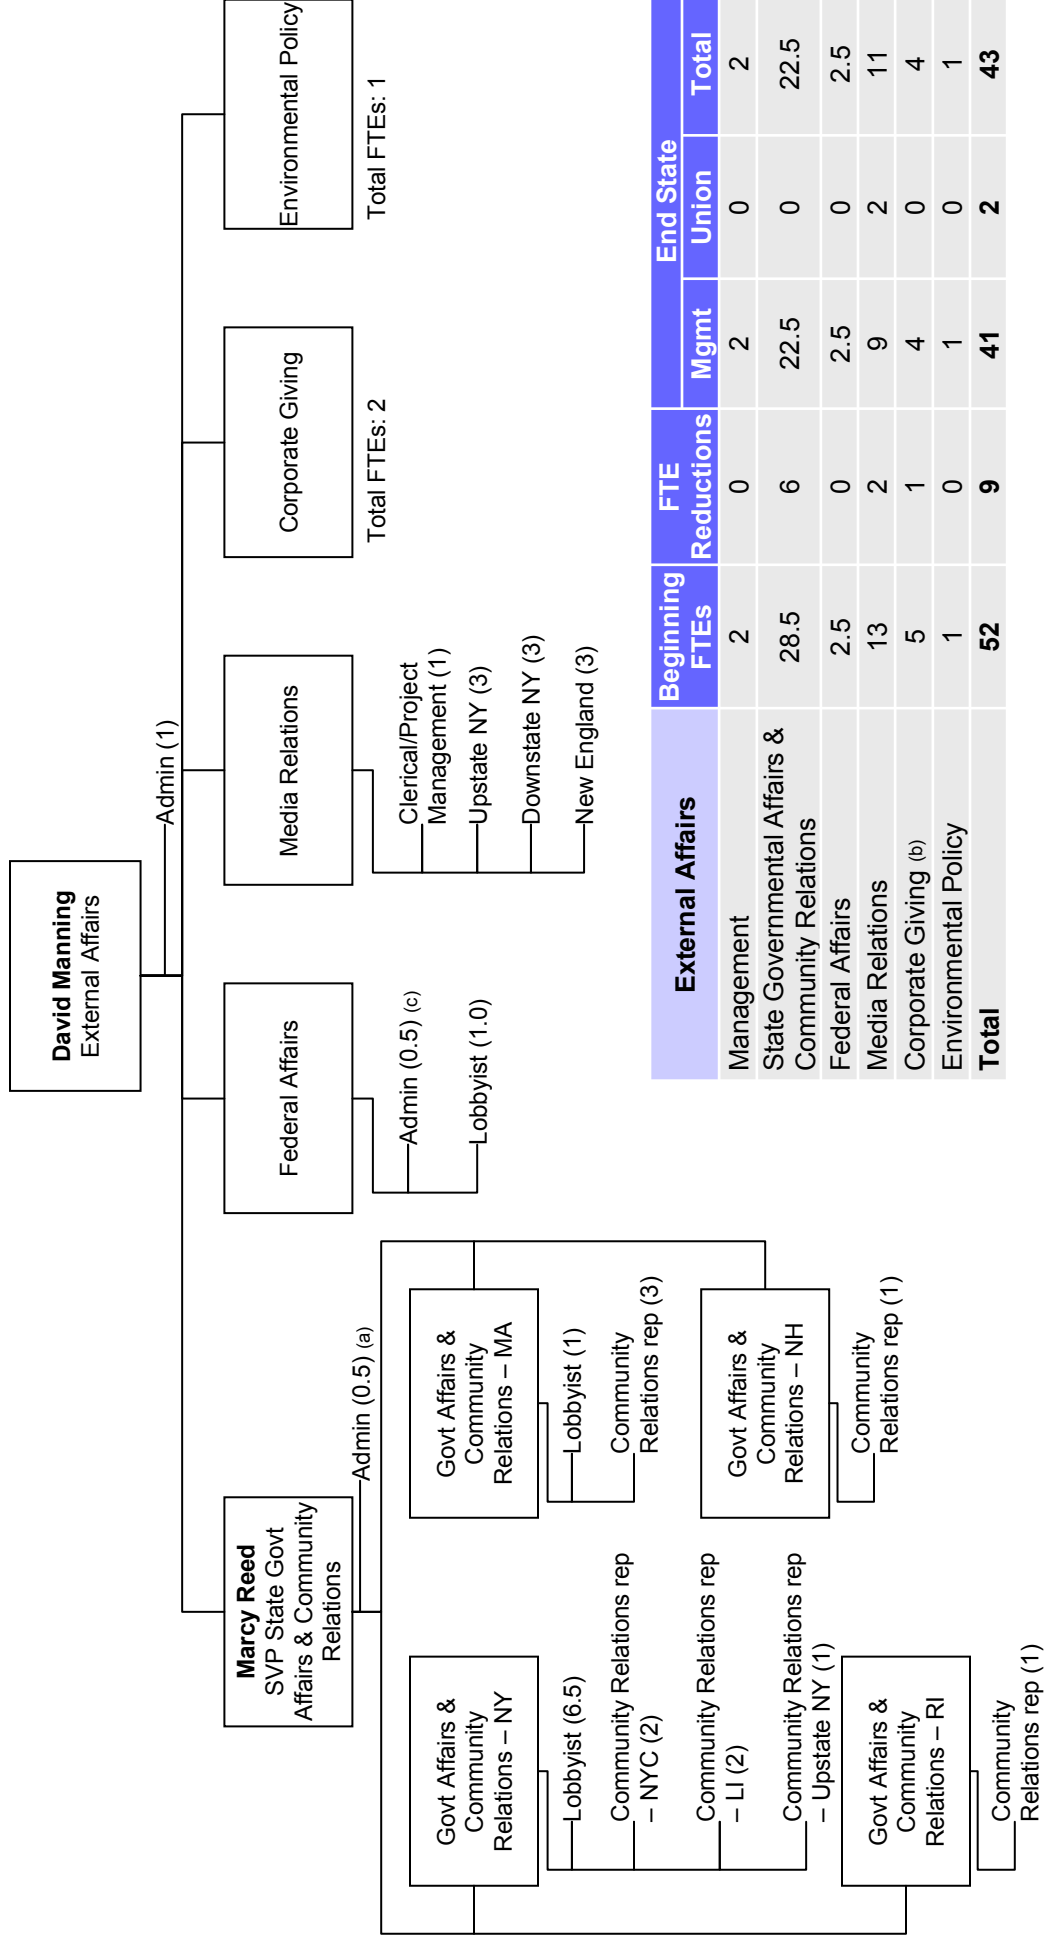 David Manning
External Affairs
Admin (1)
Marcy Reed
SVP State Govt
Affairs & Community
Relations
Federal Affairs
Media Relations
Corporate Giving
Environmental Policy
Admin (0.5) (a)
Admin (0.5) (c)
Lobbyist (1.0)
Clerical/Project
Management (1)
Upstate NY (3)
Downstate NY (3)
New England (3)
Total FTEs: 2
Total FTEs: 1
Govt Affairs &
Community
Relations – NY
Lobbyist (6.5)
Community Relations rep
– NYC (2)
Community Relations rep
– LI (2)
Community Relations rep
– Upstate NY (1)
Govt Affairs &
Community
Relations – MA
Lobbyist (1)
Community
Relations rep (3)
Govt Affairs &
Community
Relations – RI
Community
Relations rep (1)
Govt Affairs &
Community
Relations – NH
Community
Relations rep (1)
External Affairs Beginning FTEs FTE Reductions End State
Mgmt Union Total
Management 2 0 2 0 2
State Governmental Affairs &
Community Relations 28.5 6 22.5 0 22.5
Federal Affairs 2.5 0 2.5 0 2.5
Media Relations 13 2 9 2 11
Corporate Giving (b) 5 1 4 0 4
Environmental Policy 1 0 1 0 1
Total 52 9 41 2 43